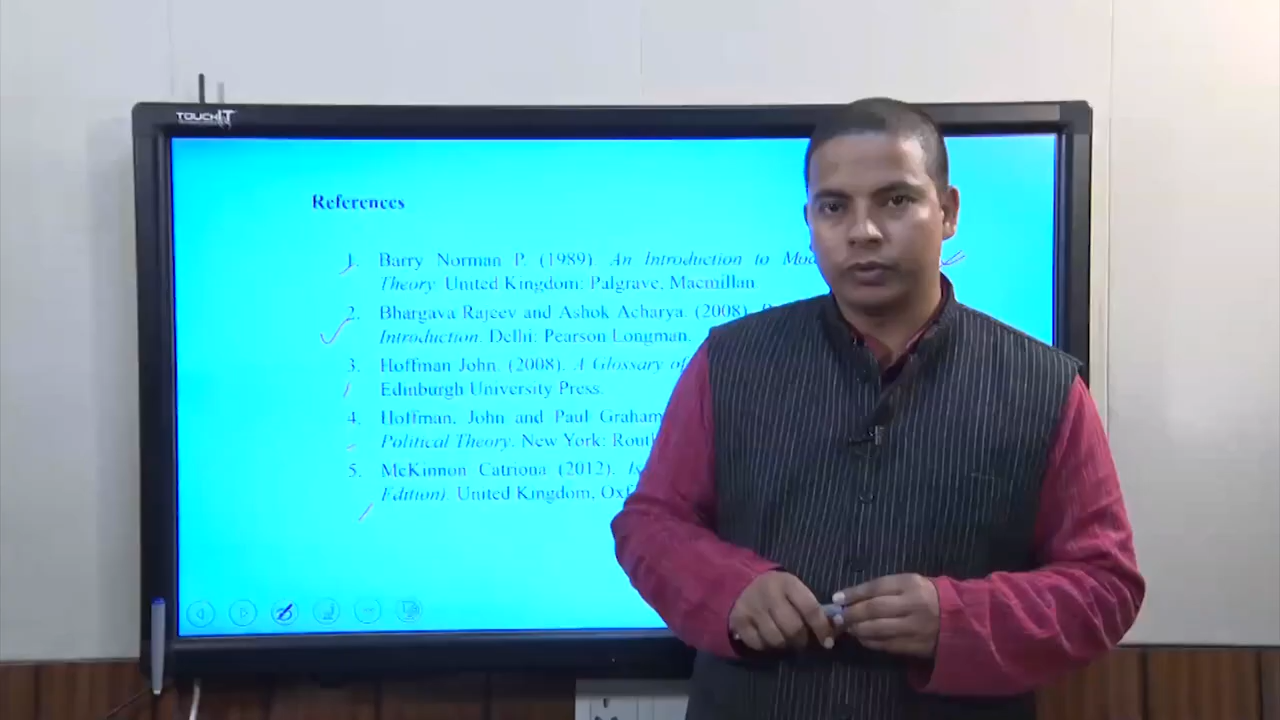 TOUCHIT
References
1. Barry Norman P. (1989) An Introduction to Mod
Theory. United Kingdom: Palgrave, Macmillan.
2. Bhargava Rajeev and Ashok Acharya. (2008).
Introduction. Delhi: Pearson Longman.
3. Hoffman John. (2008). A Glossary of
Edinburgh University Press.
4. Hoffman, John and Paul Graham
Political Theory. New York:
5. McKinnon Catriona (2012).
Edition). United Kingdom,